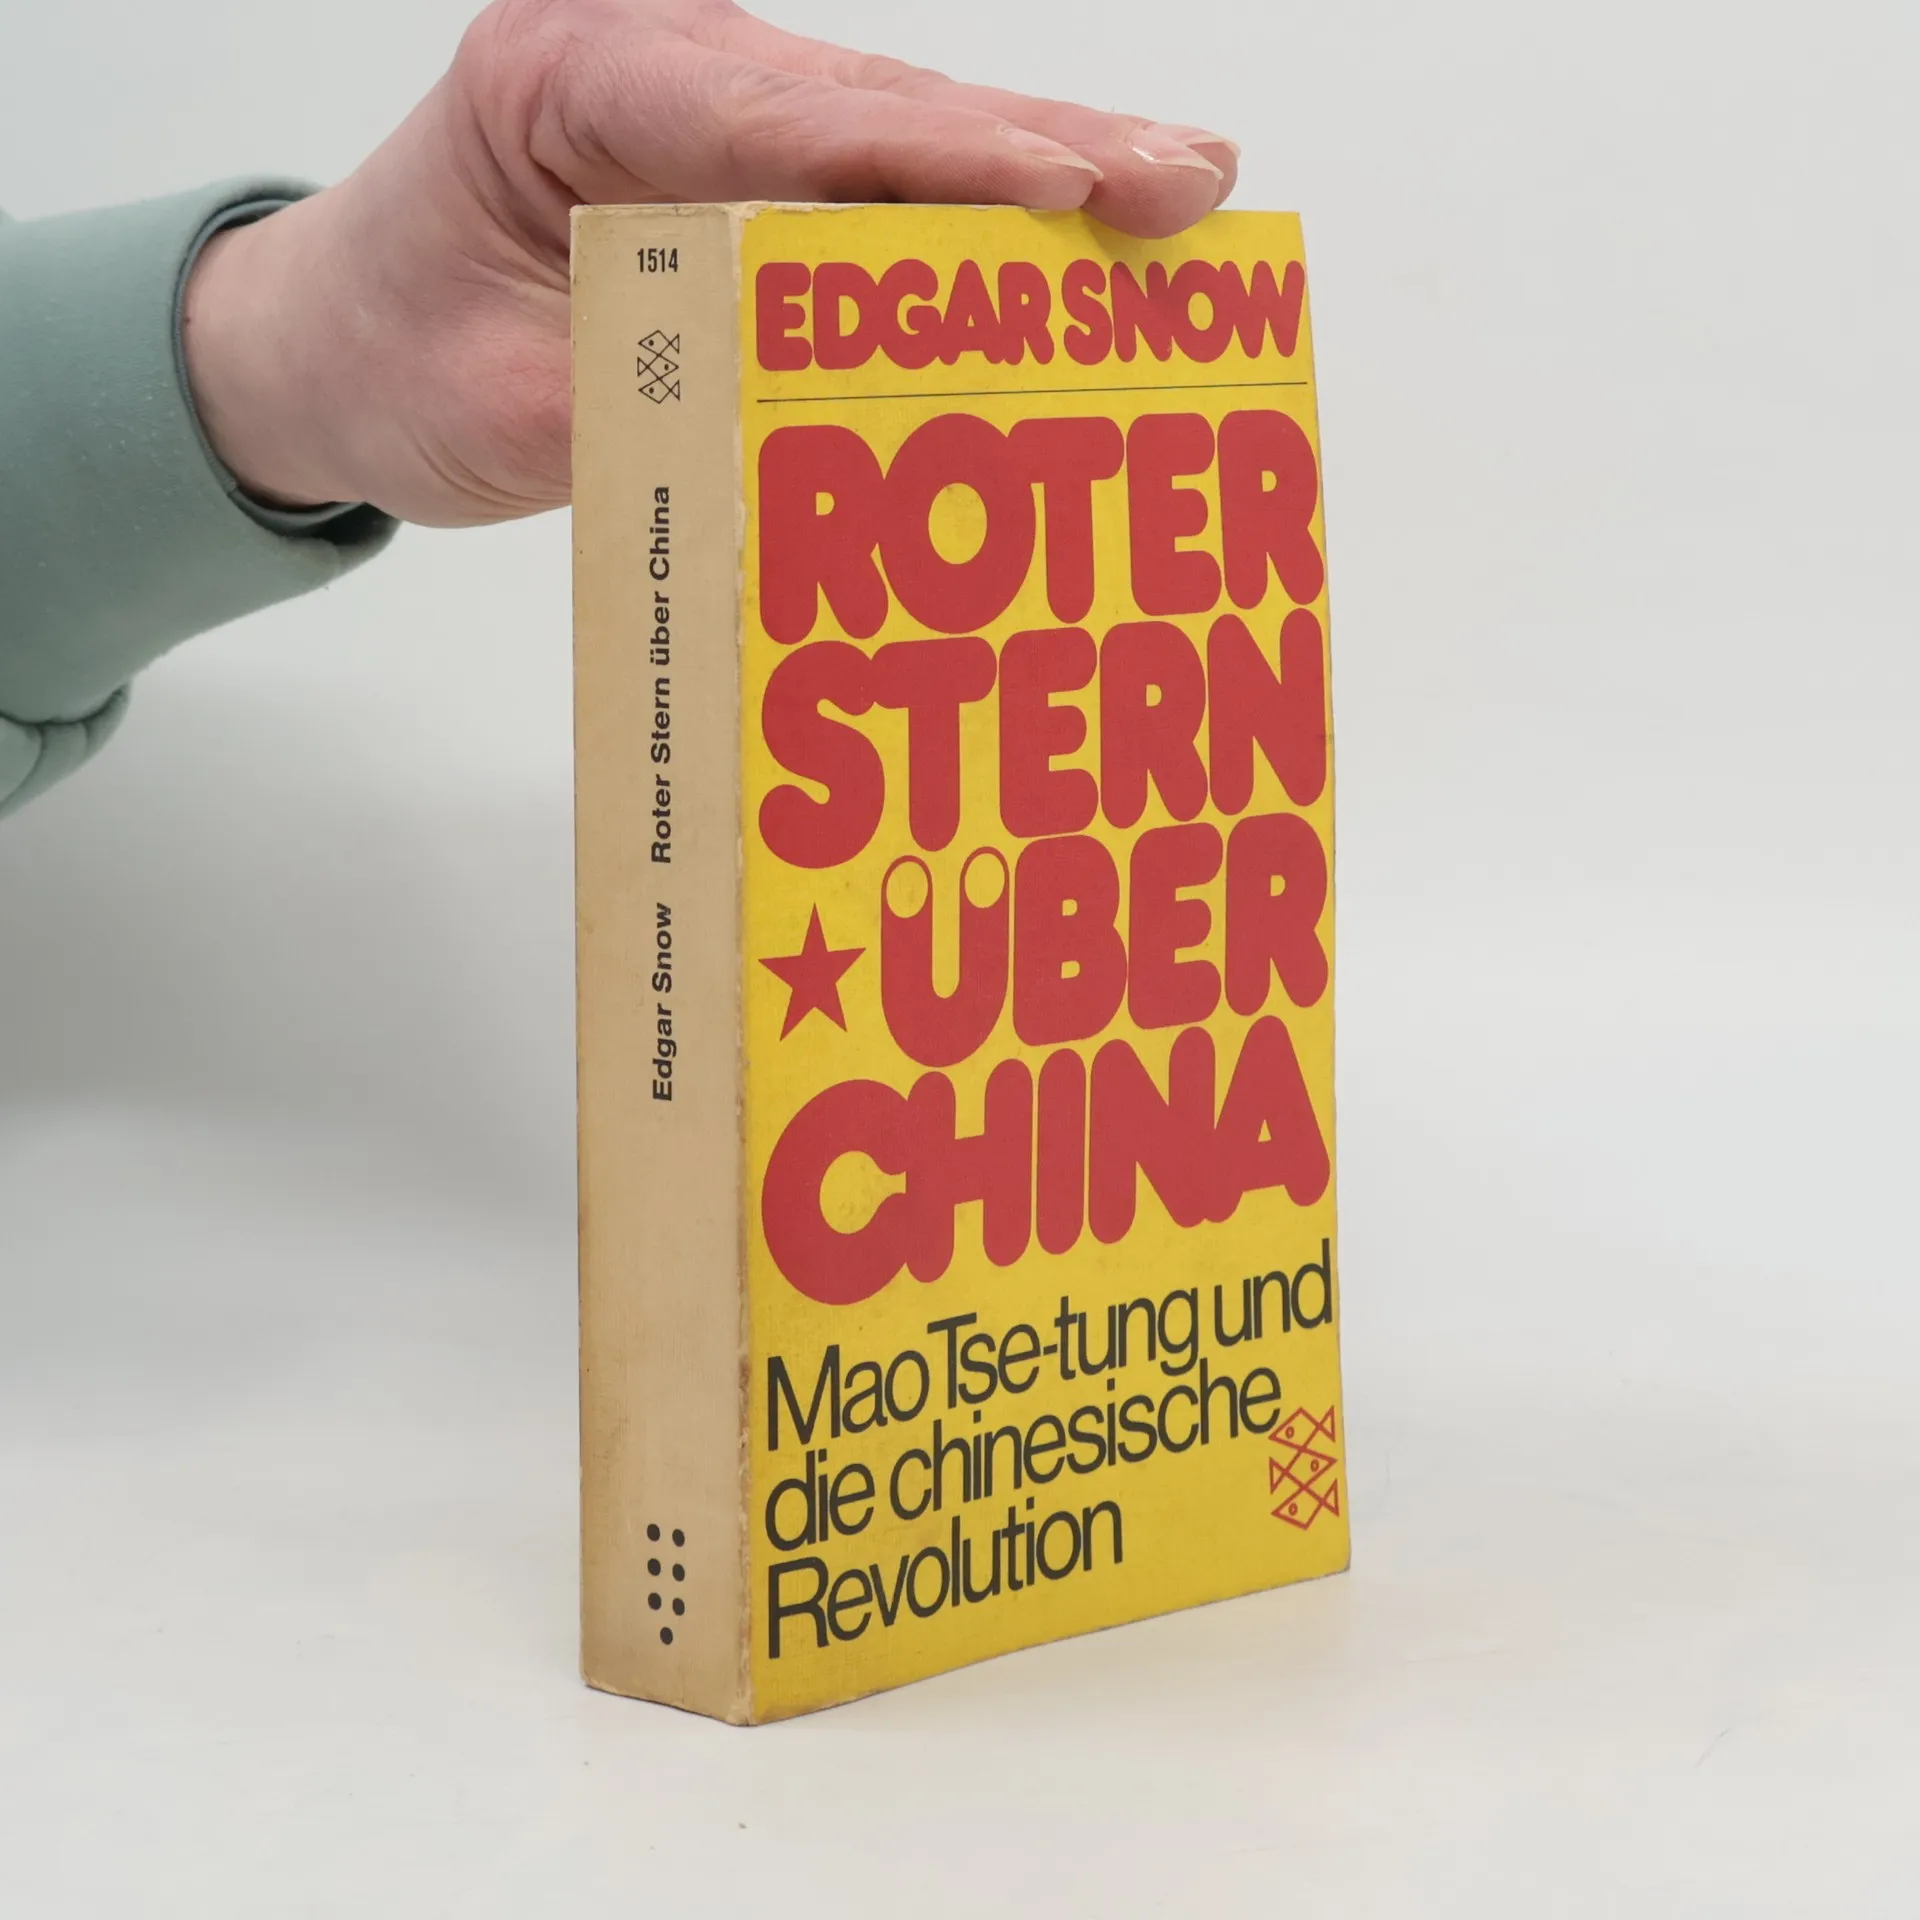 1514
Edgar Snow Roter Stern über China
EDGAR SNOW
ROTER
STERN
ÜBER
CHINA
Mao Tse-tung und
die chinesische
Revolution